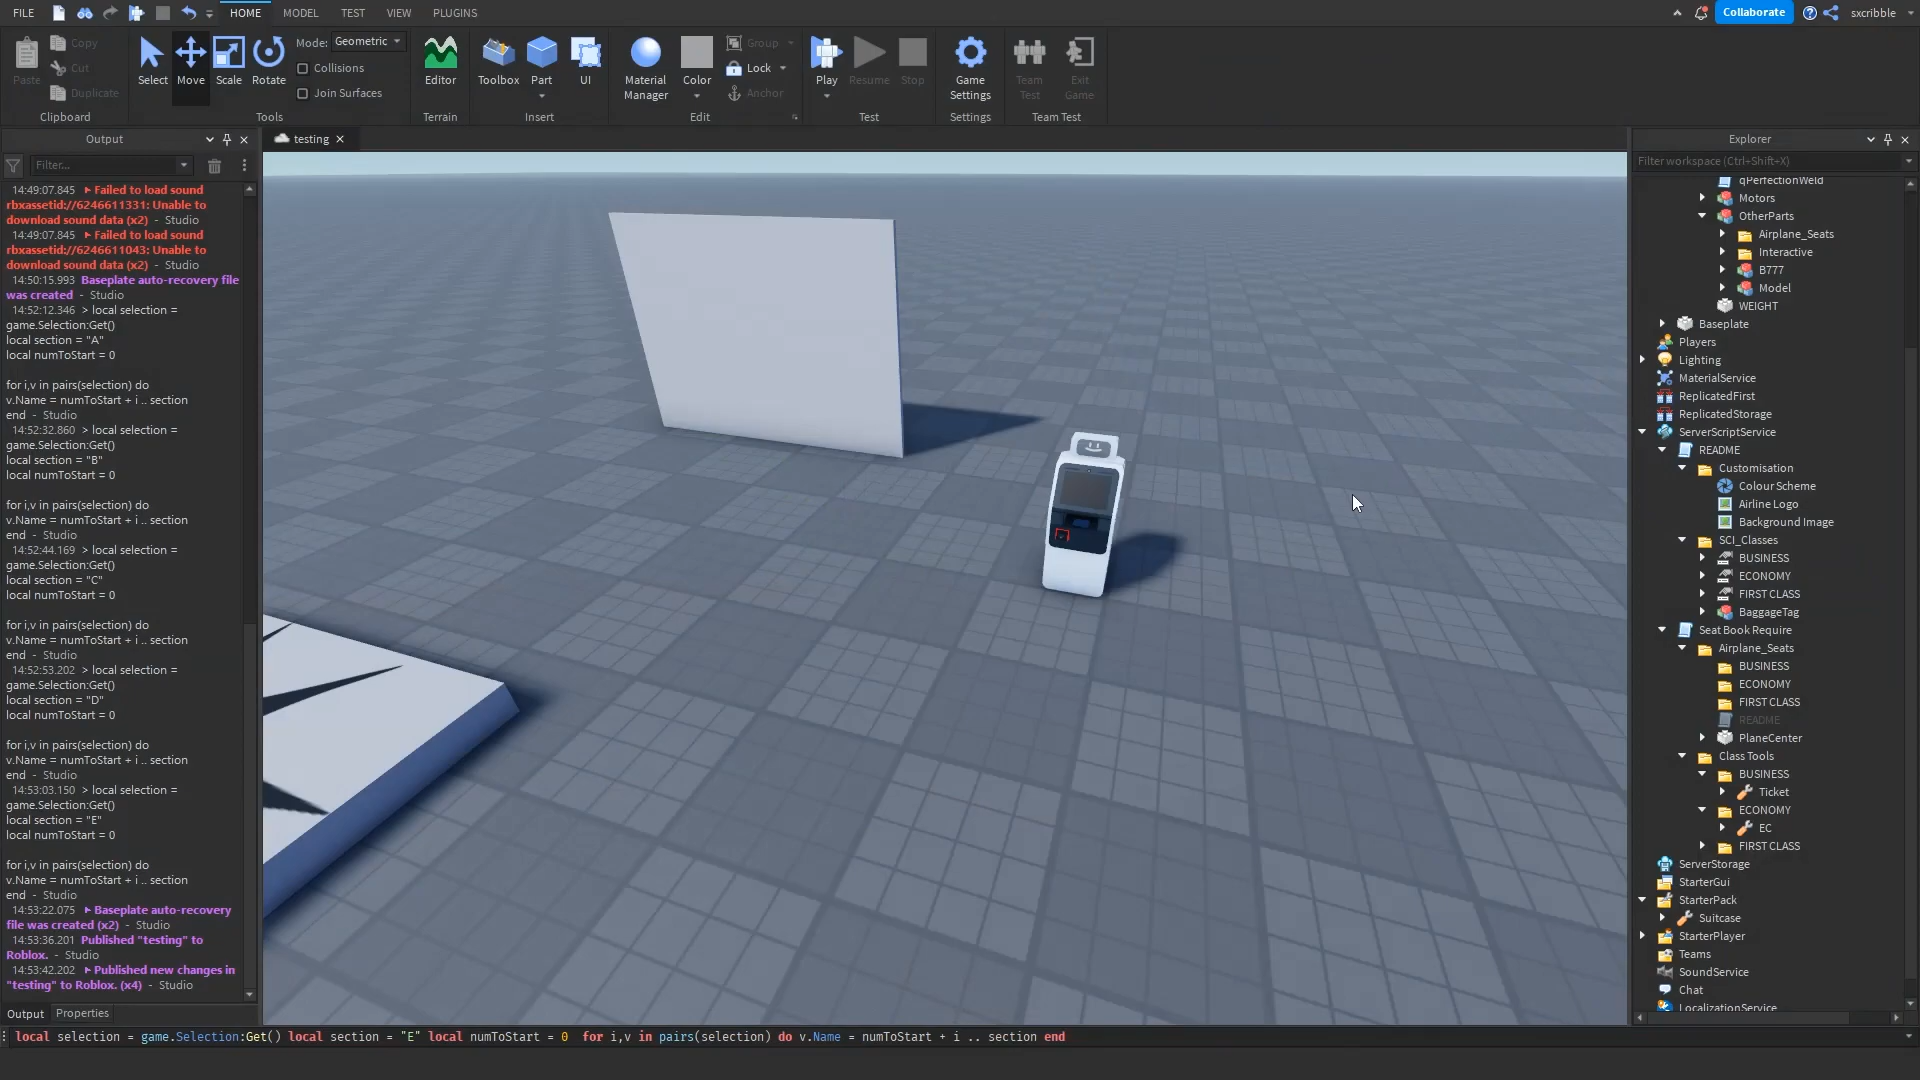 FILE HOME MODEL TEST VIEW PLUGINS Collaborate sxcribble
Paste Copy Cut Duplicate Clipboard
Select Move Scale Rotate Mode: Geometric Collisions Join Surfaces Tools
Editor Terrain
Toolbox Part UI Insert
Material Manager Color Group Lock Anchor Edit
Play Resume Stop Test
Game Settings Settings
Team Test Exit Game Team Test
Output
Filter...
14:49:07.845 Failed to load sound
rbxassetid://6246611331: Unable to
download sound data (x2) - Studio
14:49:07.845 Failed to load sound
rbxassetid://6246611043: Unable to
download sound data (x2) - Studio
14:50:15.993 Baseplate auto-recovery file
was created - Studio
14:52:12.346 > local selection =
game.Selection:Get()
local section = "A"
local numToStart = 0
for i,v in pairs(selection) do
v.Name = numToStart + i .. section
end - Studio
14:52:32.860 > local selection =
game.Selection:Get()
local section = "B"
local numToStart = 0
for i,v in pairs(selection) do
v.Name = numToStart + i .. section
end - Studio
14:52:44.169 > local selection =
game.Selection:Get()
local section = "C"
local numToStart = 0
for i,v in pairs(selection) do
v.Name = numToStart + i .. section
end - Studio
14:52:53.202 > local selection =
game.Selection:Get()
local section = "D"
local numToStart = 0
for i,v in pairs(selection) do
v.Name = numToStart + i .. section
end - Studio
14:53:03.150 > local selection =
game.Selection:Get()
local section = "E"
local numToStart = 0
for i,v in pairs(selection) do
v.Name = numToStart + i .. section
end - Studio
14:53:22.075 Baseplate auto-recovery
file was created (x2) - Studio
14:53:36.201 Published "testing" to
Roblox. - Studio
14:53:42.202 Published new changes in
"testing" to Roblox. (x4) - Studio
Output Properties
testing
Explorer
Filter workspace (Ctrl+Shift+X)
qPerfectionWeld
Motors
OtherParts
Airplane_Seats
Interactive
B777
Model
WEIGHT
Baseplate
Players
Lighting
MaterialService
ReplicatedFirst
ReplicatedStorage
ServerScriptService
README
Customisation
Colour Scheme
Airline Logo
Background Image
SCI_Classes
BUSINESS
ECONOMY
FIRST CLASS
BaggageTag
Seat Book Require
Airplane_Seats
BUSINESS
ECONOMY
FIRST CLASS
README
PlaneCenter
Class Tools
BUSINESS
Ticket
ECONOMY
EC
FIRST CLASS
ServerStorage
StarterGui
StarterPack
Suitcase
StarterPlayer
Teams
SoundService
Chat
LocalizationService
local selection = game.Selection:Get() local section = "E" local numToStart = 0 for i,v in pairs(selection) do v.Name = numToStart + i .. section end